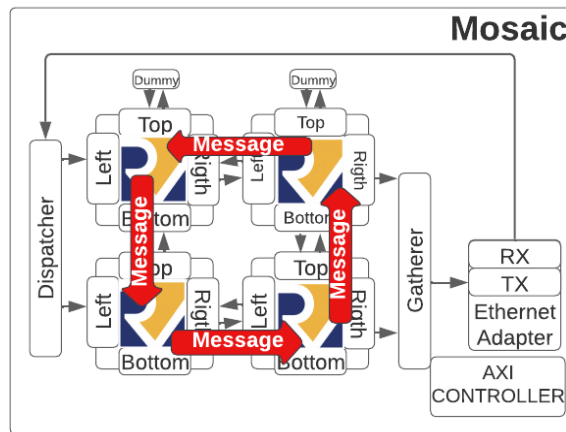 Mosaic
Dummy
Dummy
Top
Top
Message
Left
Rigth
Left
Rigth
Message
Message
Bottom
Bottom
Dispatcher
Gatherer
Top
Top
Left
Rigth
Left
Rigth
Message
Bottom
Bottom
RX
TX
Ethernet
Adapter
AXI
CONTROLLER